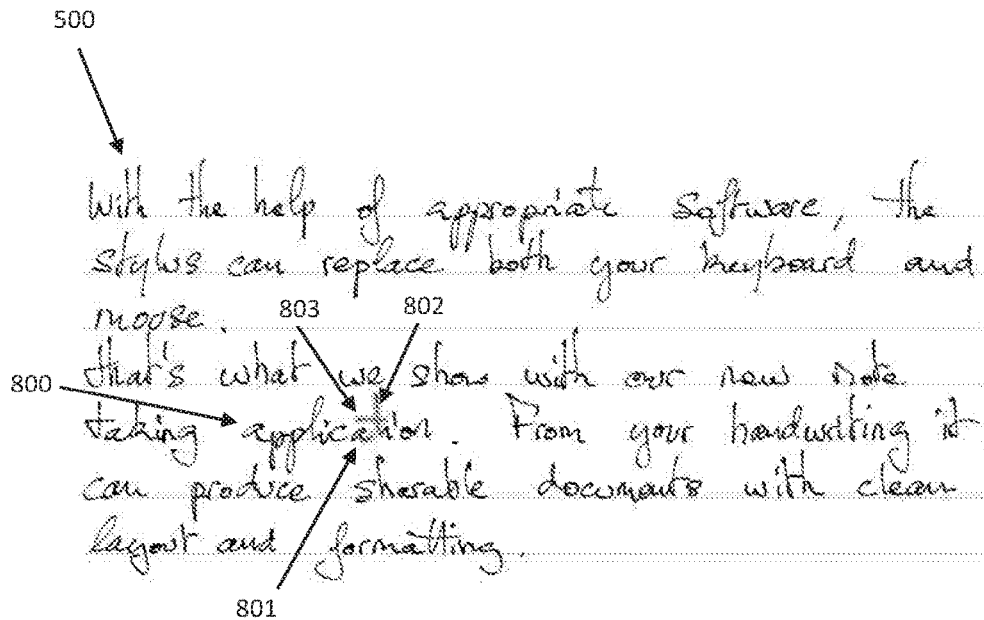 500
With the help of appropriate software, the
stylus can replace both your keyboard and
mouse.
803 802
that's what we show with our new note
800
taking application. From your handwriting it
can produce sharable documents with clean
layout and formatting.
801